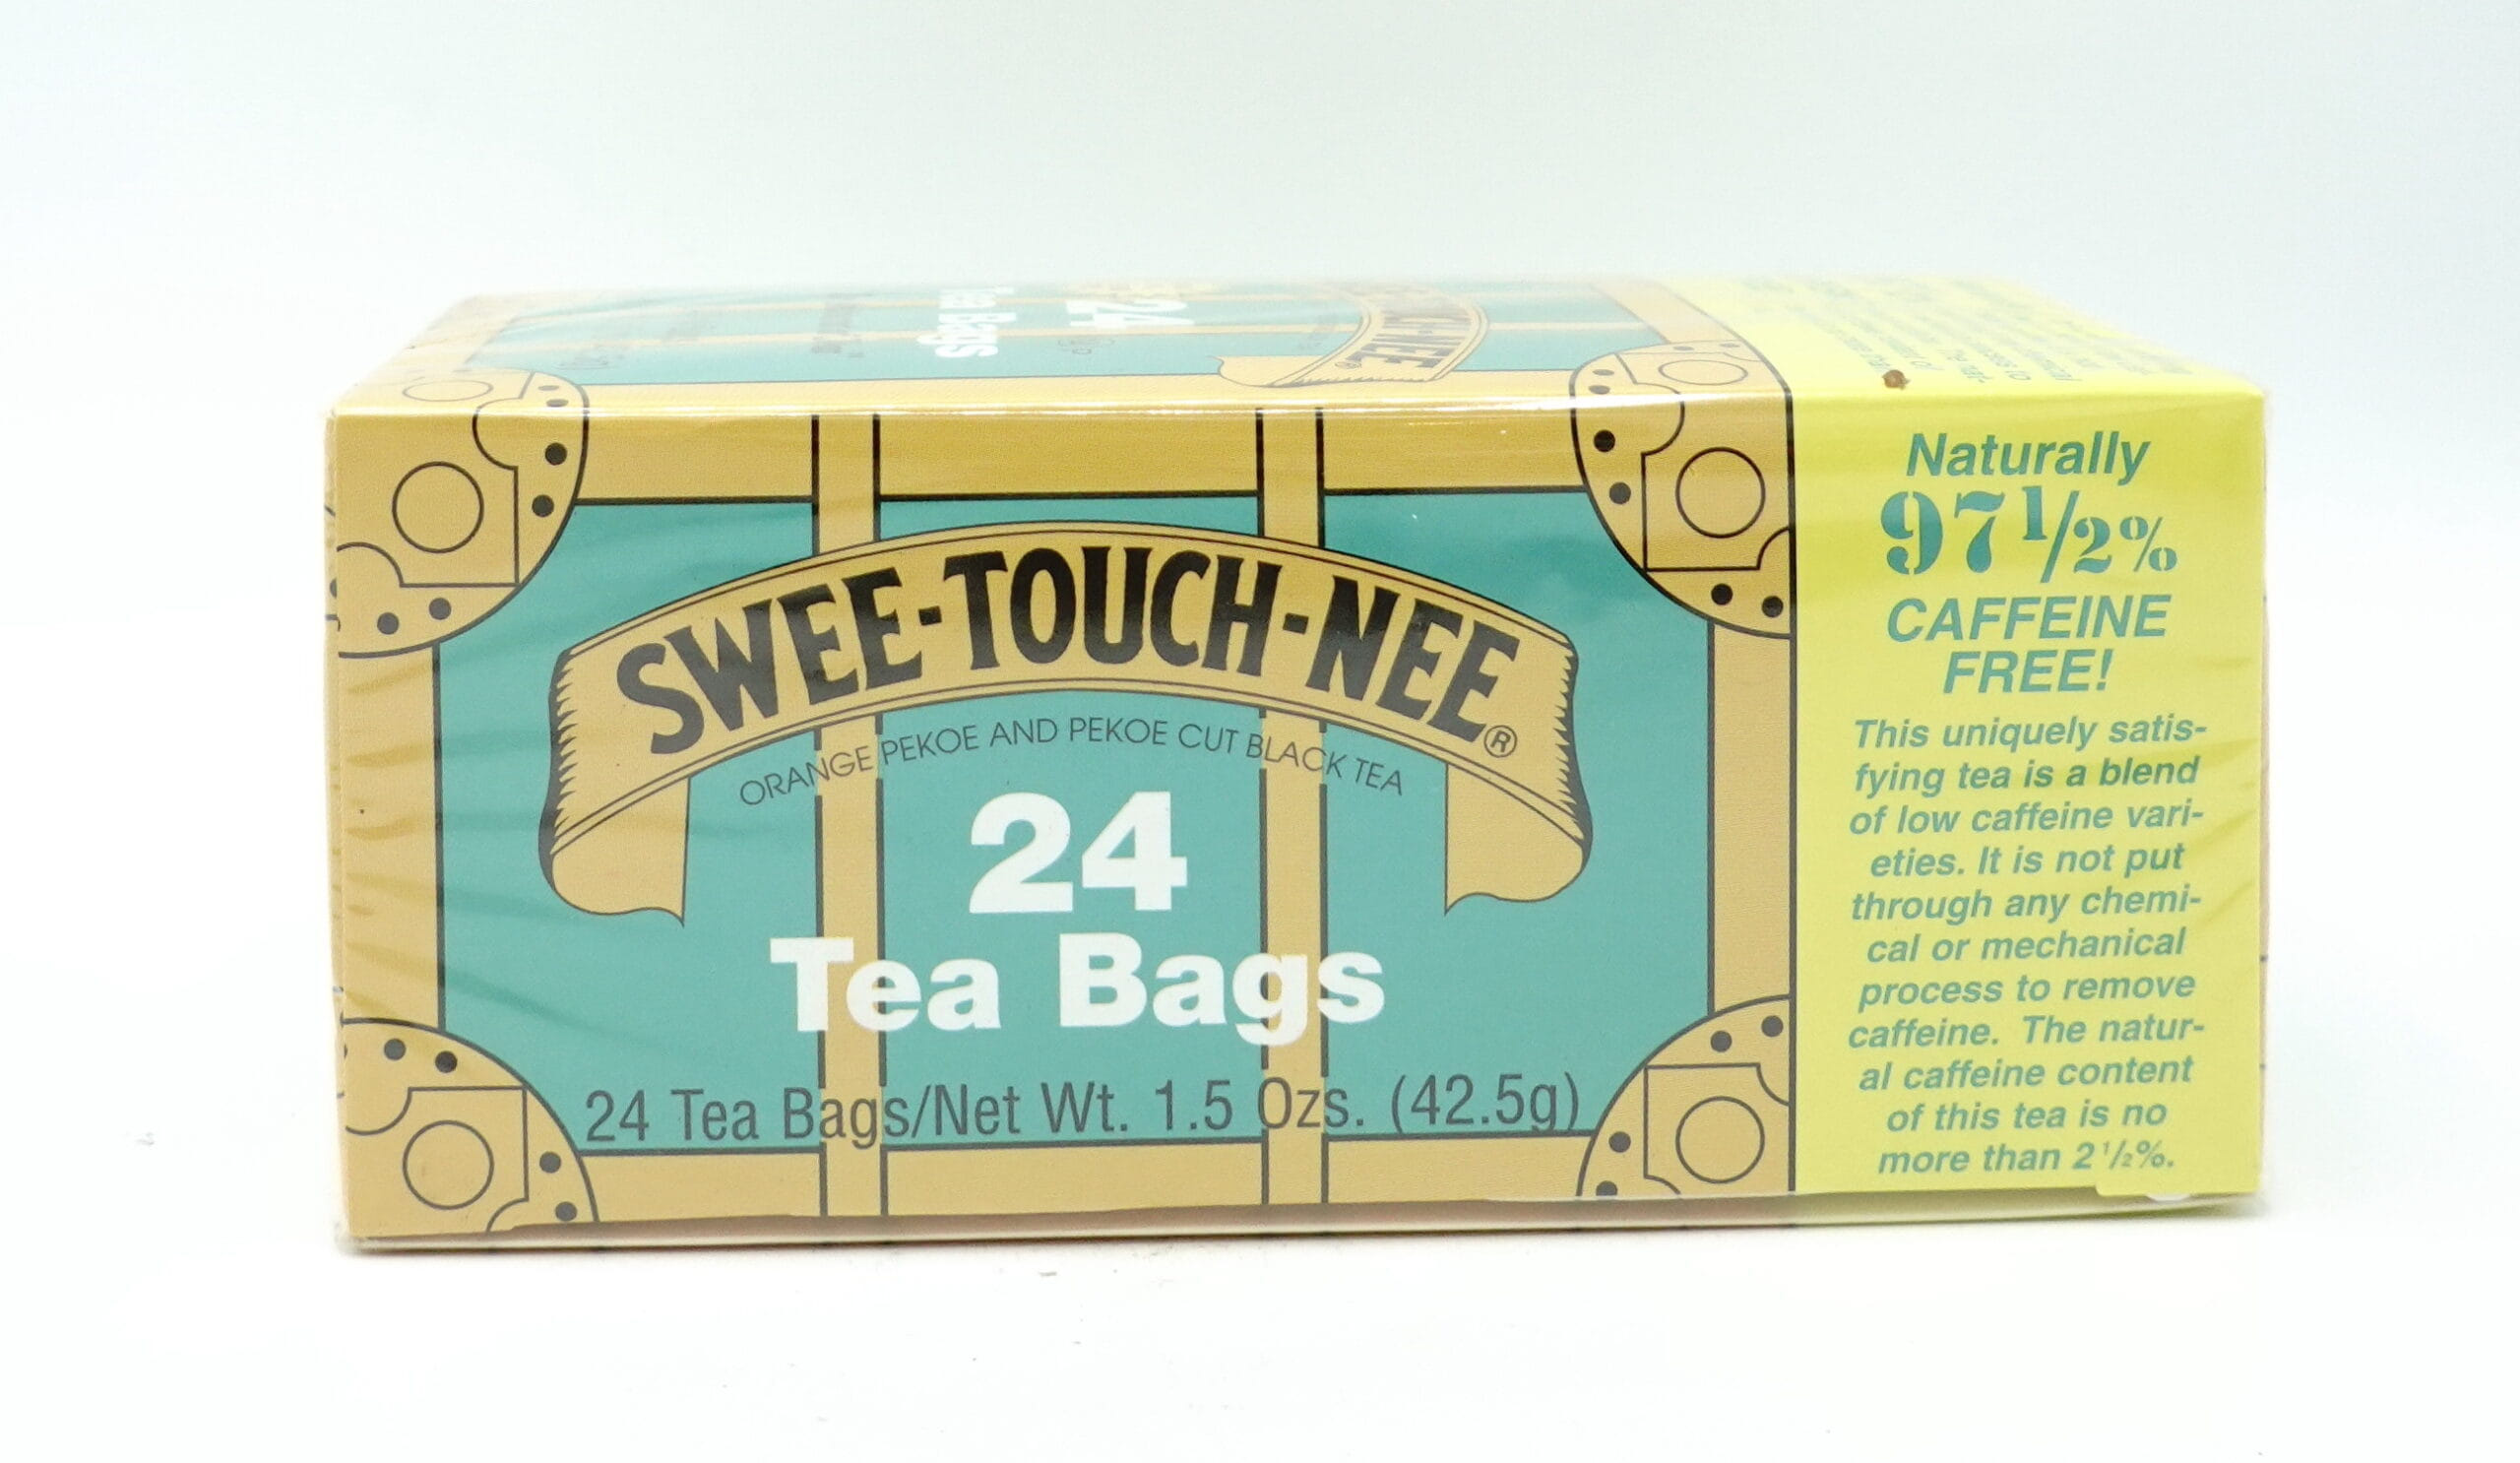 SWEE-TOUCH-NEE®
ORANGE PEKOE AND PEKOE CUT BLACK TEA
24
Tea Bags
24 Tea Bags/Net Wt. 1.5 Ozs. (42.5g)
Naturally
97 1/2%
CAFFEINE
FREE!
This uniquely satis-
fying tea is a blend
of low caffeine vari-
eties. It is not put
through any chemi-
cal or mechanical
process to remove
caffeine. The natur-
al caffeine content
of this tea is no
more than 2 1/2%.
24
Tea Bags